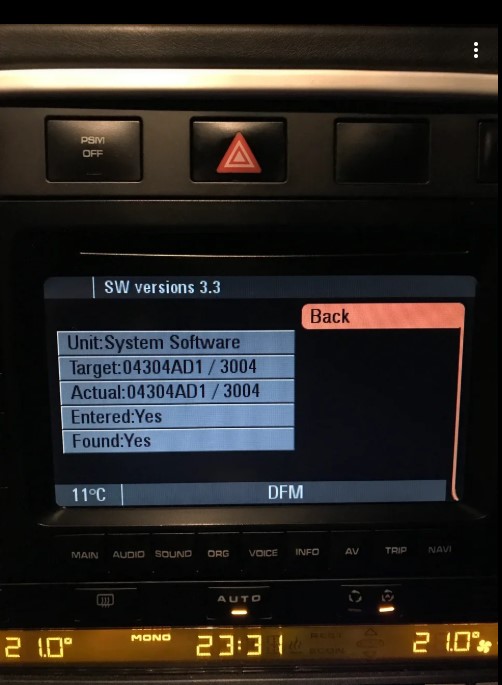 PSM
OFF
SW versions 3.3
Back
Unit:System Software
Target:04304AD1 / 3004
Actual:04304AD1 / 3004
Entered:Yes
Found:Yes
11°C
DFM
MAIN AUDIO SOUND ORG VOICE INFO AV TRIP NAVI
AUTO
21.0° MONO 23:31 REST 21.0°
ECON